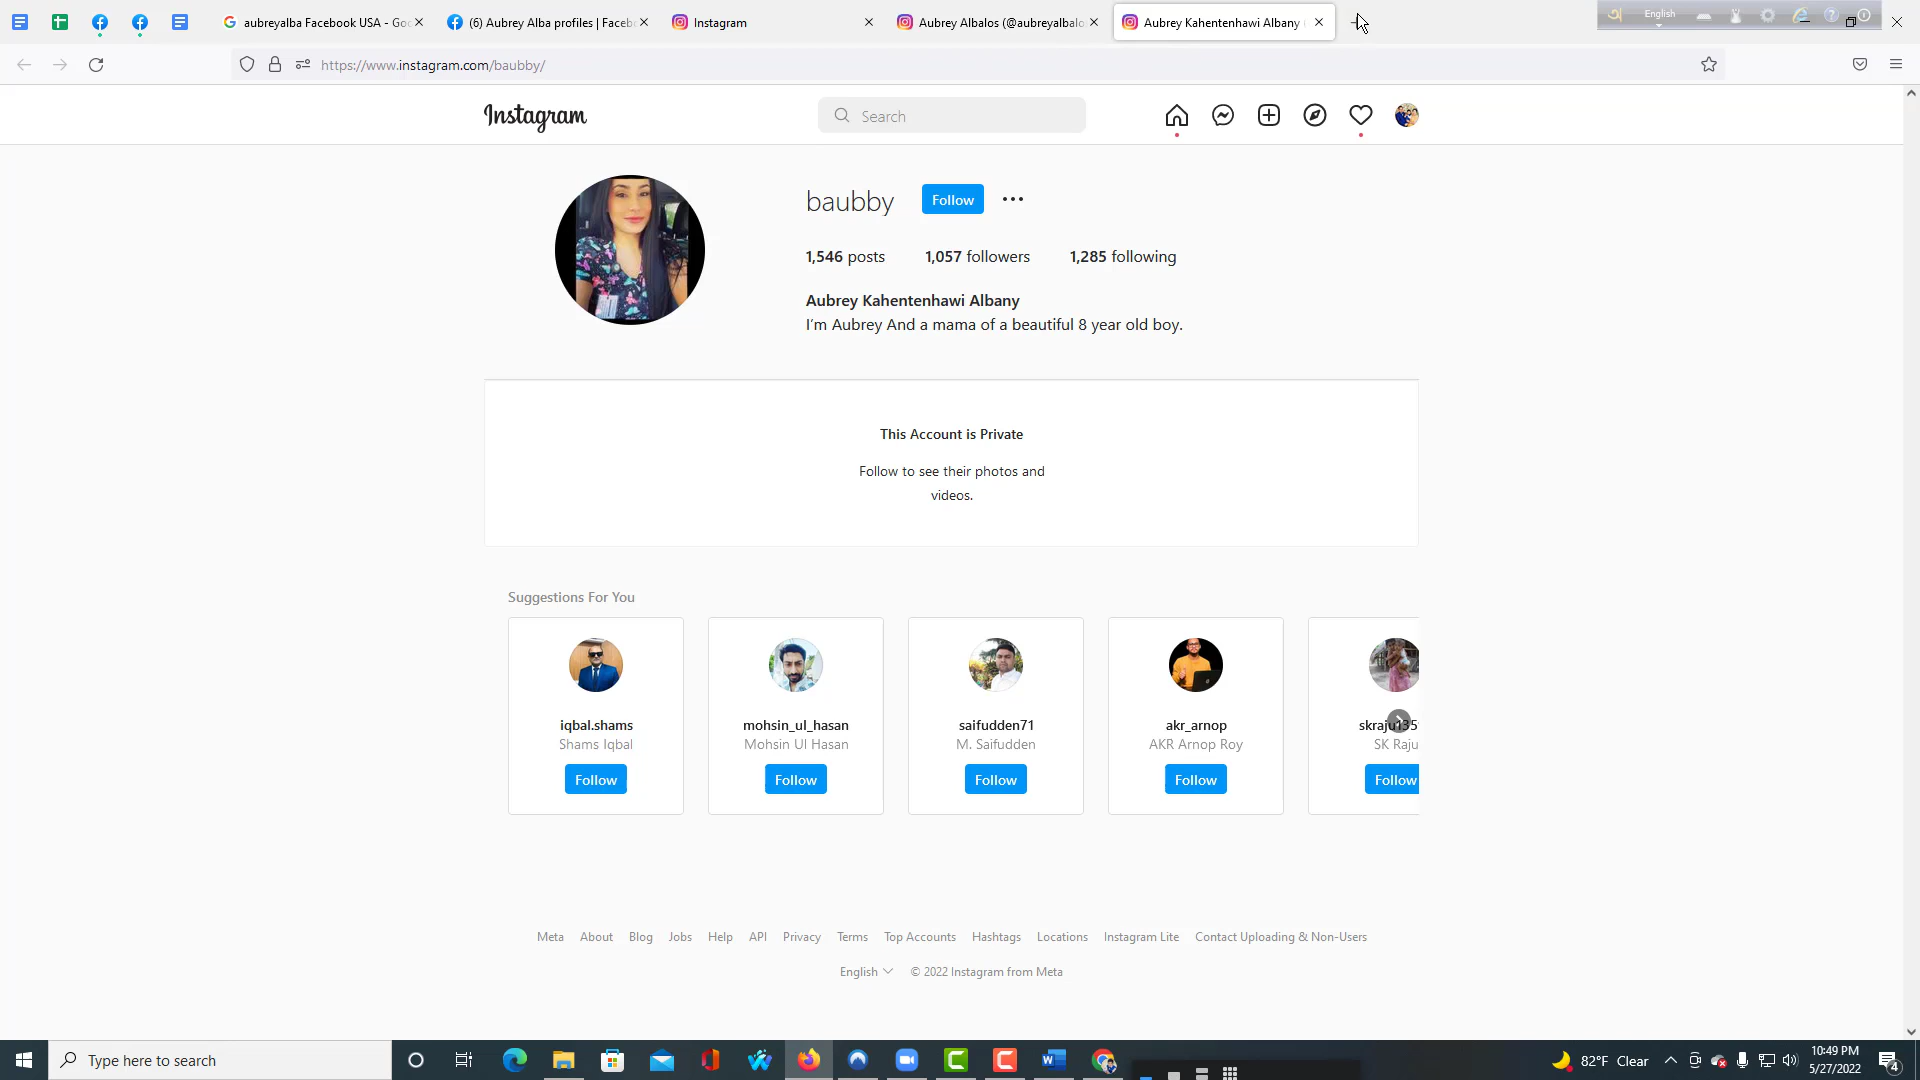 aubreyalba Facebook USA - Goo
(6) Aubrey Alba profiles | Faceb
Instagram
Aubrey Albalos (@aubreyalbalo
Aubrey Kahentenhawi Albany
English
https://www.instagram.com/baubby/
Instagram
Search
baubby
Follow
1,546 posts
1,057 followers
1,285 following
Aubrey Kahentenhawi Albany
I'm Aubrey And a mama of a beautiful 8 year old boy.
This Account is Private
Follow to see their photos and
videos.
Suggestions For You
iqbal.shams
Shams Iqbal
Follow
mohsin_ul_hasan
Mohsin Ul Hasan
Follow
saifudden71
M. Saifudden
Follow
akr_arnop
AKR Arnop Roy
Follow
skraju135
SK Raju
Follow
Meta About Blog Jobs Help API Privacy Terms Top Accounts Hashtags Locations Instagram Lite Contact Uploading & Non-Users
English © 2022 Instagram from Meta
Type here to search
82°F Clear
10:49 PM
5/27/2022
4